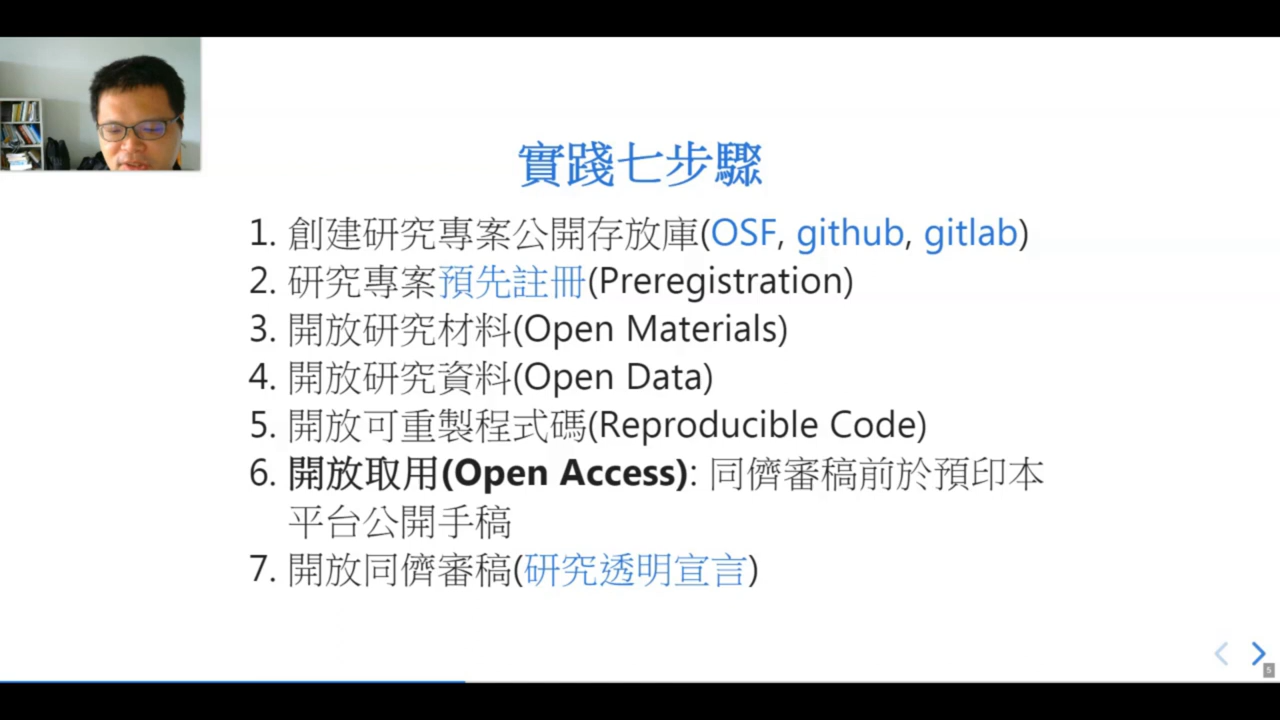 實踐七步驟
1. 創建研究專案公開存放庫(OSF, github, gitlab)
2. 研究專案預先註冊(Preregistration)
3. 開放研究材料(Open Materials)
4. 開放研究資料(Open Data)
5. 開放可重製程式碼(Reproducible Code)
6. 開放取用(Open Access): 同儕審稿前於預印本
平台公開手稿
7. 開放同儕審稿(研究透明宣言)
5